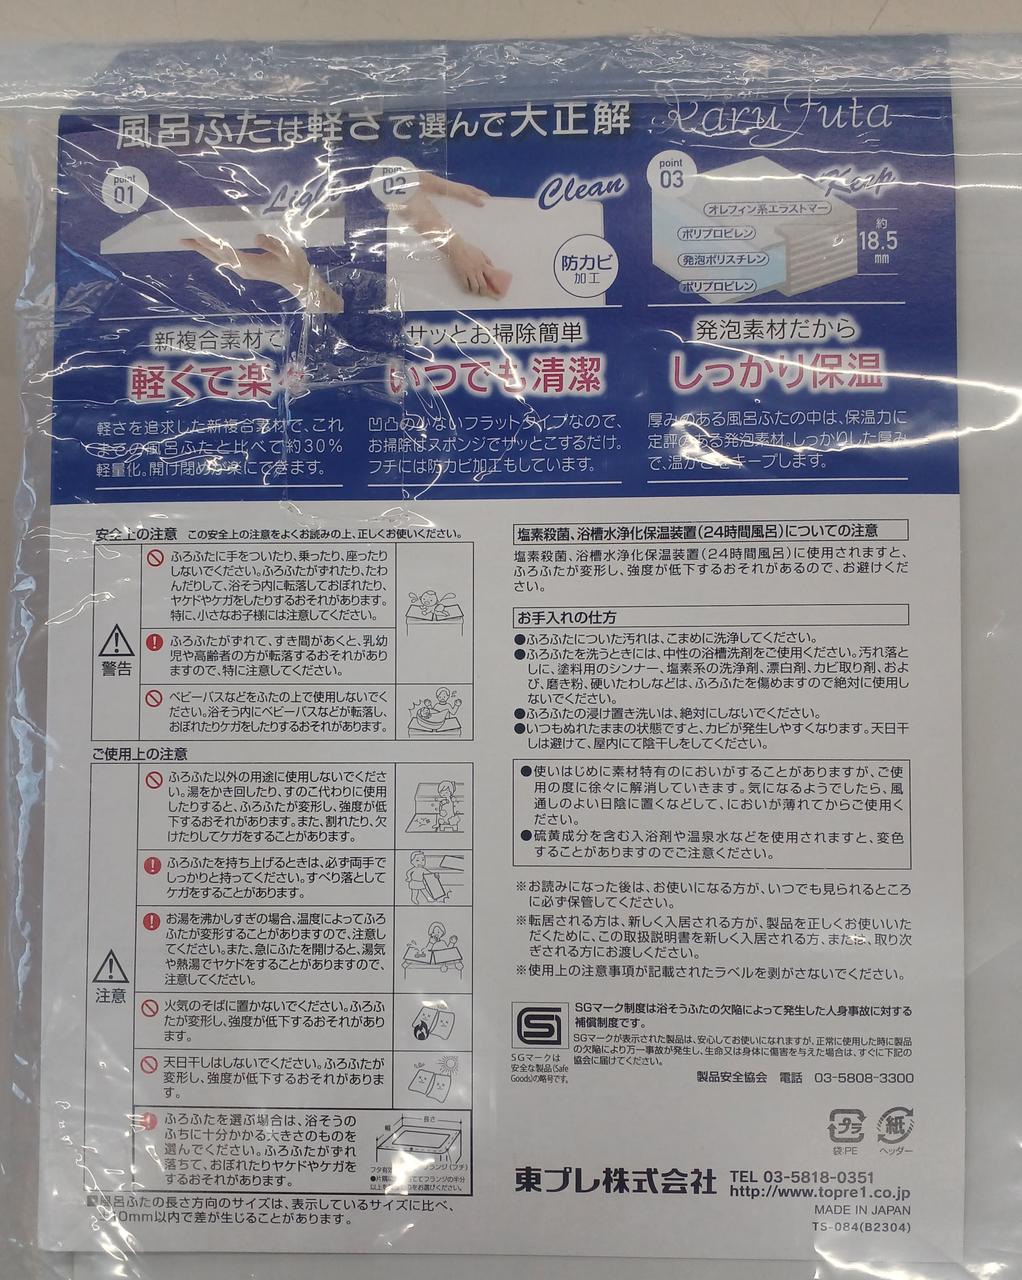 風呂ふたは軽さで選んで大正解
Karu Futa
point
01
Light
point
02
Clean
防カビ
加工
point
03
Keep
オレフィン系エラストマー
ポリプロピレン
発泡ポリスチレン
ポリプロピレン
約
18.5
mm
新複合素材で
軽くて楽
軽さを追求した新複合素材で、これ
までの風呂ふたと比べて約30%
軽量化。開け閉めが楽にできます。
サッとお掃除簡単
いつでも清潔
凹凸の少ないフラットタイプなので、
お掃除はスポンジでサッとこするだけ。
フチには防カビ加工もしています。
発泡素材だから
しっかり保温
厚みのある風呂ふたの中は、保温力に
定評のある発泡素材。しっかりした厚み
で、温かさをキープします。
安全上の注意 この安全上の注意をよくお読みの上、正しくお使いください。
警告
ふろふたに手をついたり、乗ったり、座ったり
しないでください。ふろふたがずれたり、たわ
んだりして、浴そう内に転落しておぼれたり、
ヤケドやケガをしたりするおそれがあります。
特に、小さなお子様には注意してください。
ふろふたがずれて、すき間があくと、乳幼
児や高齢者の方が転落するおそれがあり
ますので、特に注意してください。
ベビーバスなどをふたの上で使用しないでく
ださい。浴そう内にベビーバスなどが転落し、
おぼれたりケガをしたりするおそれがあります。
ご使用上の注意
注意
ふろふた以外の用途に使用しないでくださ
い。湯をかき回したり、すのこ代わりに使用
したりすると、ふろふたが変形し、強度が低
下するおそれがあります。また、割れたり、欠
けたりしてケガをすることがあります。
ふろふたを持ち上げるときは、必ず両手で
しっかりと持ってください。すべり落として
ケガをすることがあります。
お湯を沸かしすぎの場合、温度によってふろ
ふたが変形することがありますので、注意し
てください。また、急にふたを開けると、湯気
や熱湯でヤケドをすることがありますので、
注意してください。
火気のそばに置かないでください。ふろふ
たが変形し、強度が低下するおそれがありま
す。
天日干しはしないでください。ふろふたが
変形し、強度が低下するおそれがありま
す。
ふろふたを選ぶ場合は、浴そうの
ふちに十分かかる大きさのものを
選んでください。ふろふたがずれ
落ちて、おぼれたりヤケドやケガを
するおそれがあります。
長さ
幅
フランジ(フチ)
■風呂ふたの長さ方向のサイズは、表示しているサイズに比べ、
10mm以内で差が生じることがあります。
塩素殺菌、浴槽水浄化保温装置(24時間風呂)についての注意
塩素殺菌、浴槽水浄化保温装置(24時間風呂)に使用されますと、
ふろふたが変形し、強度が低下するおそれがあるので、お避けくだ
さい。
お手入れの仕方
●ふろふたについた汚れは、こまめに洗浄してください。
●ふろふたを洗うときには、中性の浴槽洗剤をご使用ください。汚れ落と
しに、塗料用のシンナー、塩素系の洗浄剤、漂白剤、カビ取り剤、およ
び、磨き粉、硬いたわしなどは、ふろふたを傷めますので絶対に使用し
ないでください。
●ふろふたの浸け置き洗いは、絶対にしないでください。
●いつもぬれたままの状態ですと、カビが発生しやすくなります。天日干
しは避けて、屋内にて陰干しをしてください。
●使いはじめに素材特有のにおいがすることがありますが、ご使
用の度に徐々に解消していきます。気になるようでしたら、風
通しのよい日陰に置くなどして、においが薄れてからご使用く
ださい。
●硫黄成分を含む入浴剤や温泉水などを使用されますと、変色
することがありますのでご注意ください。
※お読みになった後は、お使いになる方が、いつでも見られるところ
に必ず保管してください。
※転居される方は、新しく入居される方が、製品を正しくお使いいた
だくために、この取扱説明書を新しく入居される方、または、取り次
ぎされる方にお渡しください。
※使用上の注意事項が記載されたラベルを剥がさないでください。
SGマークは
安全な製品(Safe
Goods)の略号です。
SGマーク制度は浴そうふたの欠陥によって発生した人身事故に対する
補償制度です。
SGマークが表示された製品は、安心してお使いになれますが、正常に使用した時に製品
の欠陥により万一事故が発生し、生命又は身体に傷害を与えた場合は、すぐに下記の
協会に届けてください。
製品安全協会 電話 03-5808-3300
プラ
袋:PE
紙
ヘッダー
東プレ株式会社
TEL 03-5818-0351
http://www.topre1.co.jp
MADE IN JAPAN
TS-084(B2304)